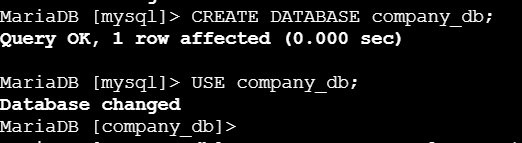 MariaDB [mysql]> CREATE DATABASE company_db;
Query OK, 1 row affected (0.000 sec)
MariaDB [mysql]> USE company_db;
Database changed
MariaDB [company_db]>